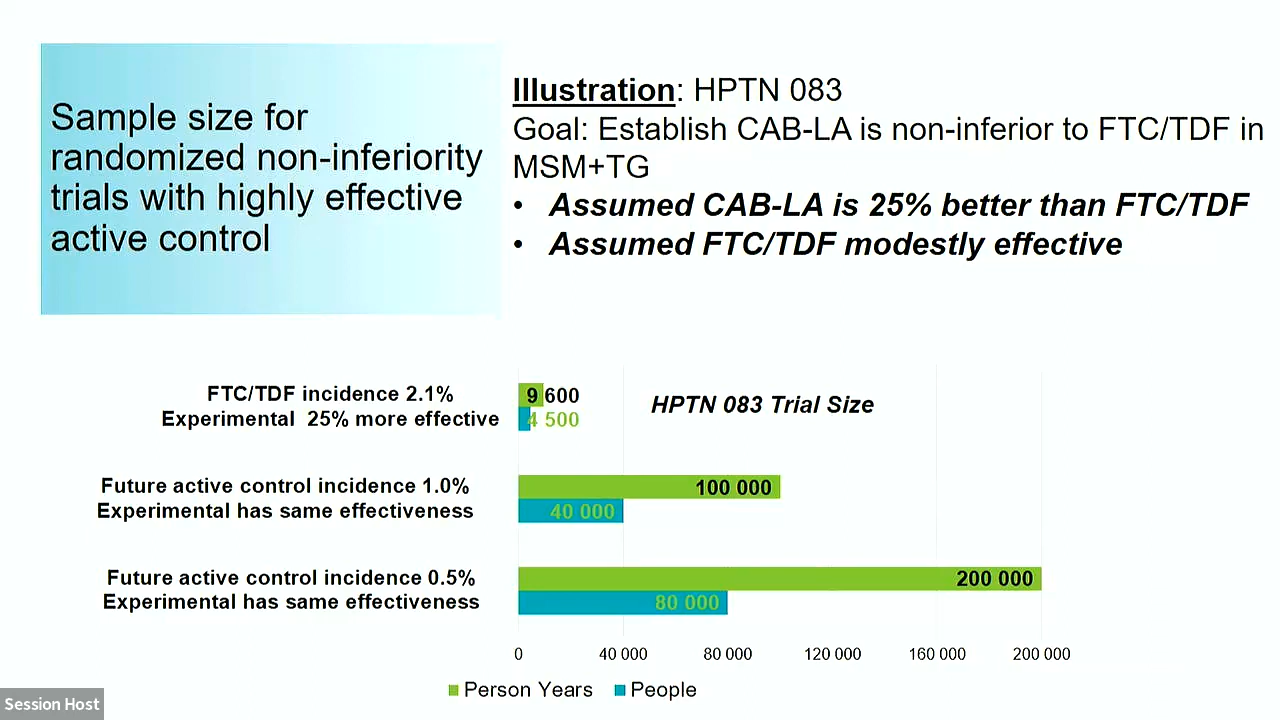 Sample size for
randomized non-inferiority
trials with highly effective
active control
Illustration: HPTN 083
Goal: Establish CAB-LA is non-inferior to FTC/TDF in
MSM+TG
• Assumed CAB-LA is 25% better than FTC/TDF
• Assumed FTC/TDF modestly effective
HPTN 083 Trial Size
FTC/TDF incidence 2.1%
Experimental 25% more effective
9 600
4 500
Future active control incidence 1.0%
Experimental has same effectiveness
100 000
40 000
Future active control incidence 0.5%
Experimental has same effectiveness
200 000
80 000
0 40 000 80 000 120 000 160 000 200 000
Person Years People
Session Host